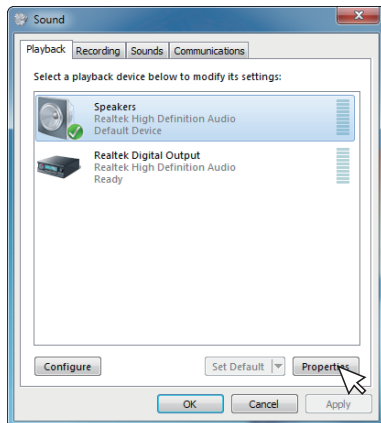 Sound
Playback Recording Sounds Communications
Select a playback device below to modify its settings:
Speakers
Realtek High Definition Audio
Default Device
Realtek Digital Output
Realtek High Definition Audio
Ready
Configure Set Default Properties
OK Cancel Apply